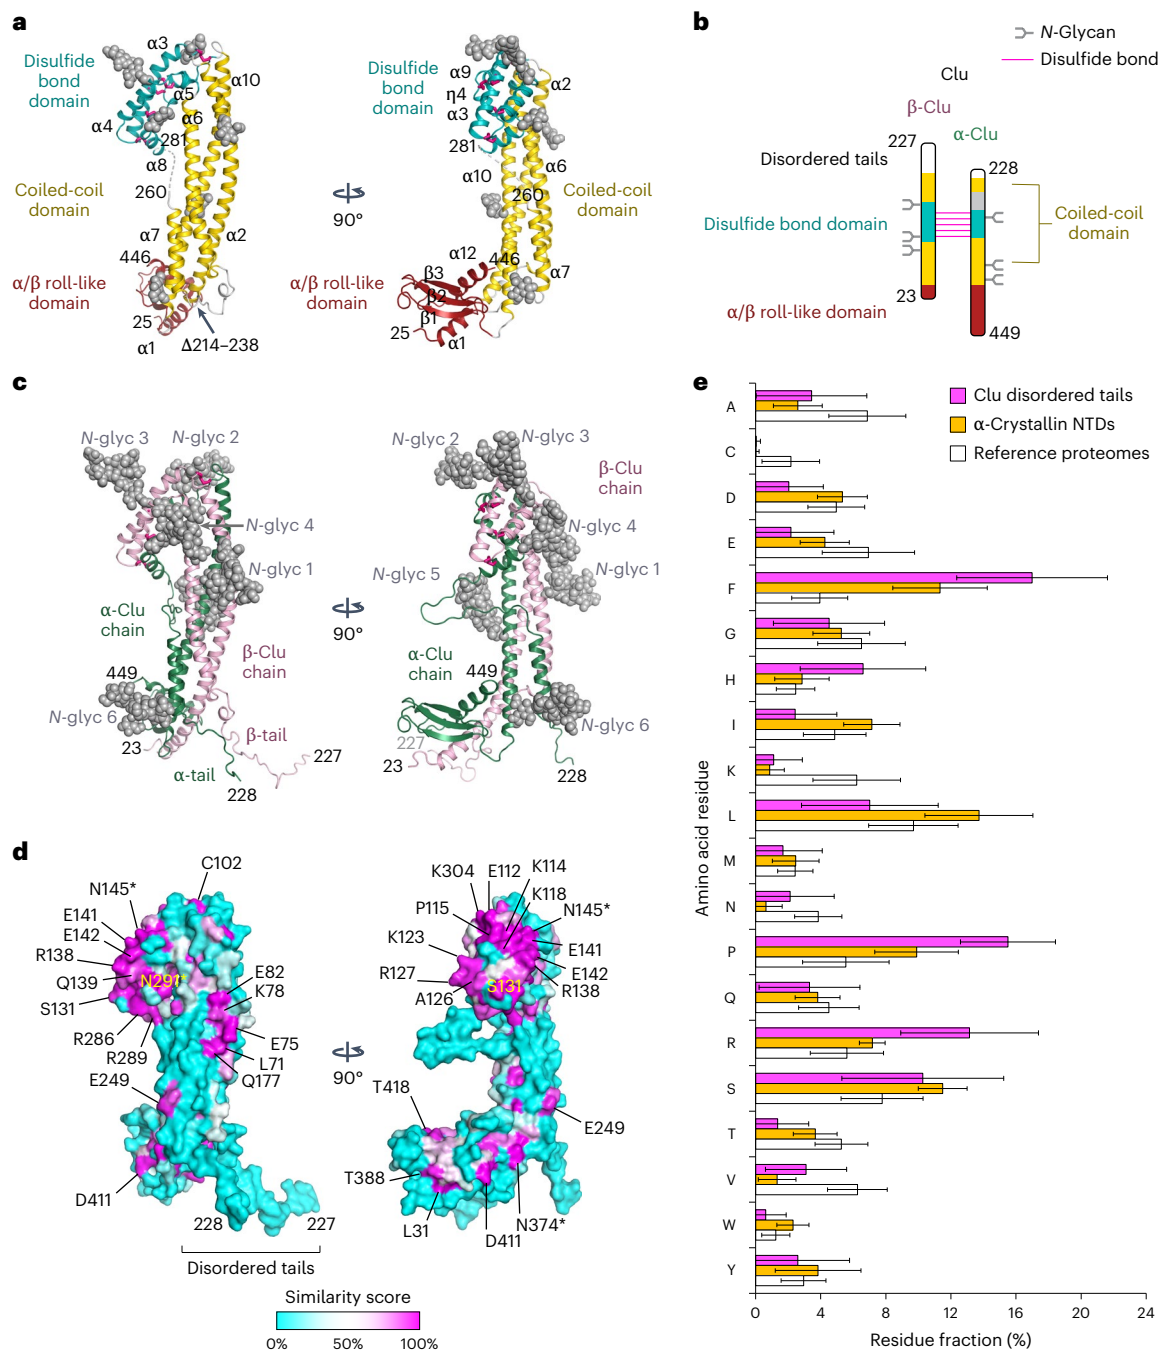 a
α3
Disulfide
bond
domain
α10
α5
α4
α6
281
α8
260
Coiled-coil
domain
α7
α2
446
α/β roll-like
domain
25
α1
Δ214–238
90°
Disulfide
bond
domain
α9
α2
η4
α3
281
α6
α10
260
Coiled-coil
domain
α12
446
α7
β3
α/β roll-like
domain
β2
β1
25
α1
b
N-Glycan
Disulfide bond
Clu
β-Clu
227
α-Clu
Disordered tails
228
Disulfide bond domain
Coiled-coil
domain
23
α/β roll-like domain
449
c
N-glyc 3
N-glyc 2
N-glyc 4
N-glyc 1
α-Clu
chain
β-Clu
chain
449
N-glyc 6
23
β-tail
227
α-tail
228
90°
N-glyc 2
N-glyc 3
β-Clu
chain
N-glyc 4
N-glyc 5
N-glyc 1
α-Clu
chain
449
N-glyc 6
227
23
228
d
C102
N145*
E141
E142
R138
Q139
N291*
E82
K78
S131
R286
E75
R289
L71
Q177
E249
D411
228
227
Disordered tails
90°
K304
E112
K114
K118
P115
N145*
K123
E141
E142
R127
S131
R138
A126
T418
E249
T388
L31
D411
N374*
Similarity score
0%
50%
100%
e
Clu disordered tails
α-Crystallin NTDs
Reference proteomes
Amino acid residue
A
C
D
E
F
G
H
I
K
L
M
N
P
Q
R
S
T
V
W
Y
0
4
8
12
16
20
24
Residue fraction (%)